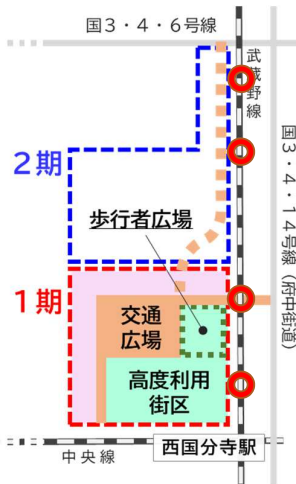 国3・4・6号線
武蔵野線
2期
国3・4・14号線（府中街道）
歩行者広場
1期
交通
広場
高度利用
街区
西国分寺駅
中央線